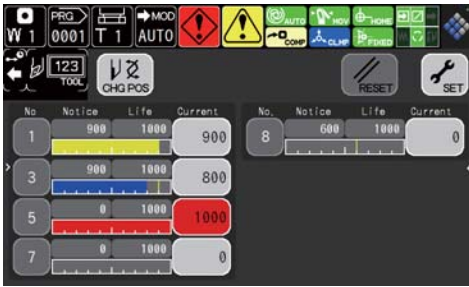 PRG MOD AUTO MOV HOME
W 1 0001 T 1 AUTO COMP CLMP FIXED
123
TOOL
CHG POS RESET SET
No Notice Life Current No. Notice Life Current
1 900 1000 900 8 600 1000 0
3 900 1000 800
5 0 1000 1000
7 0 1000 0